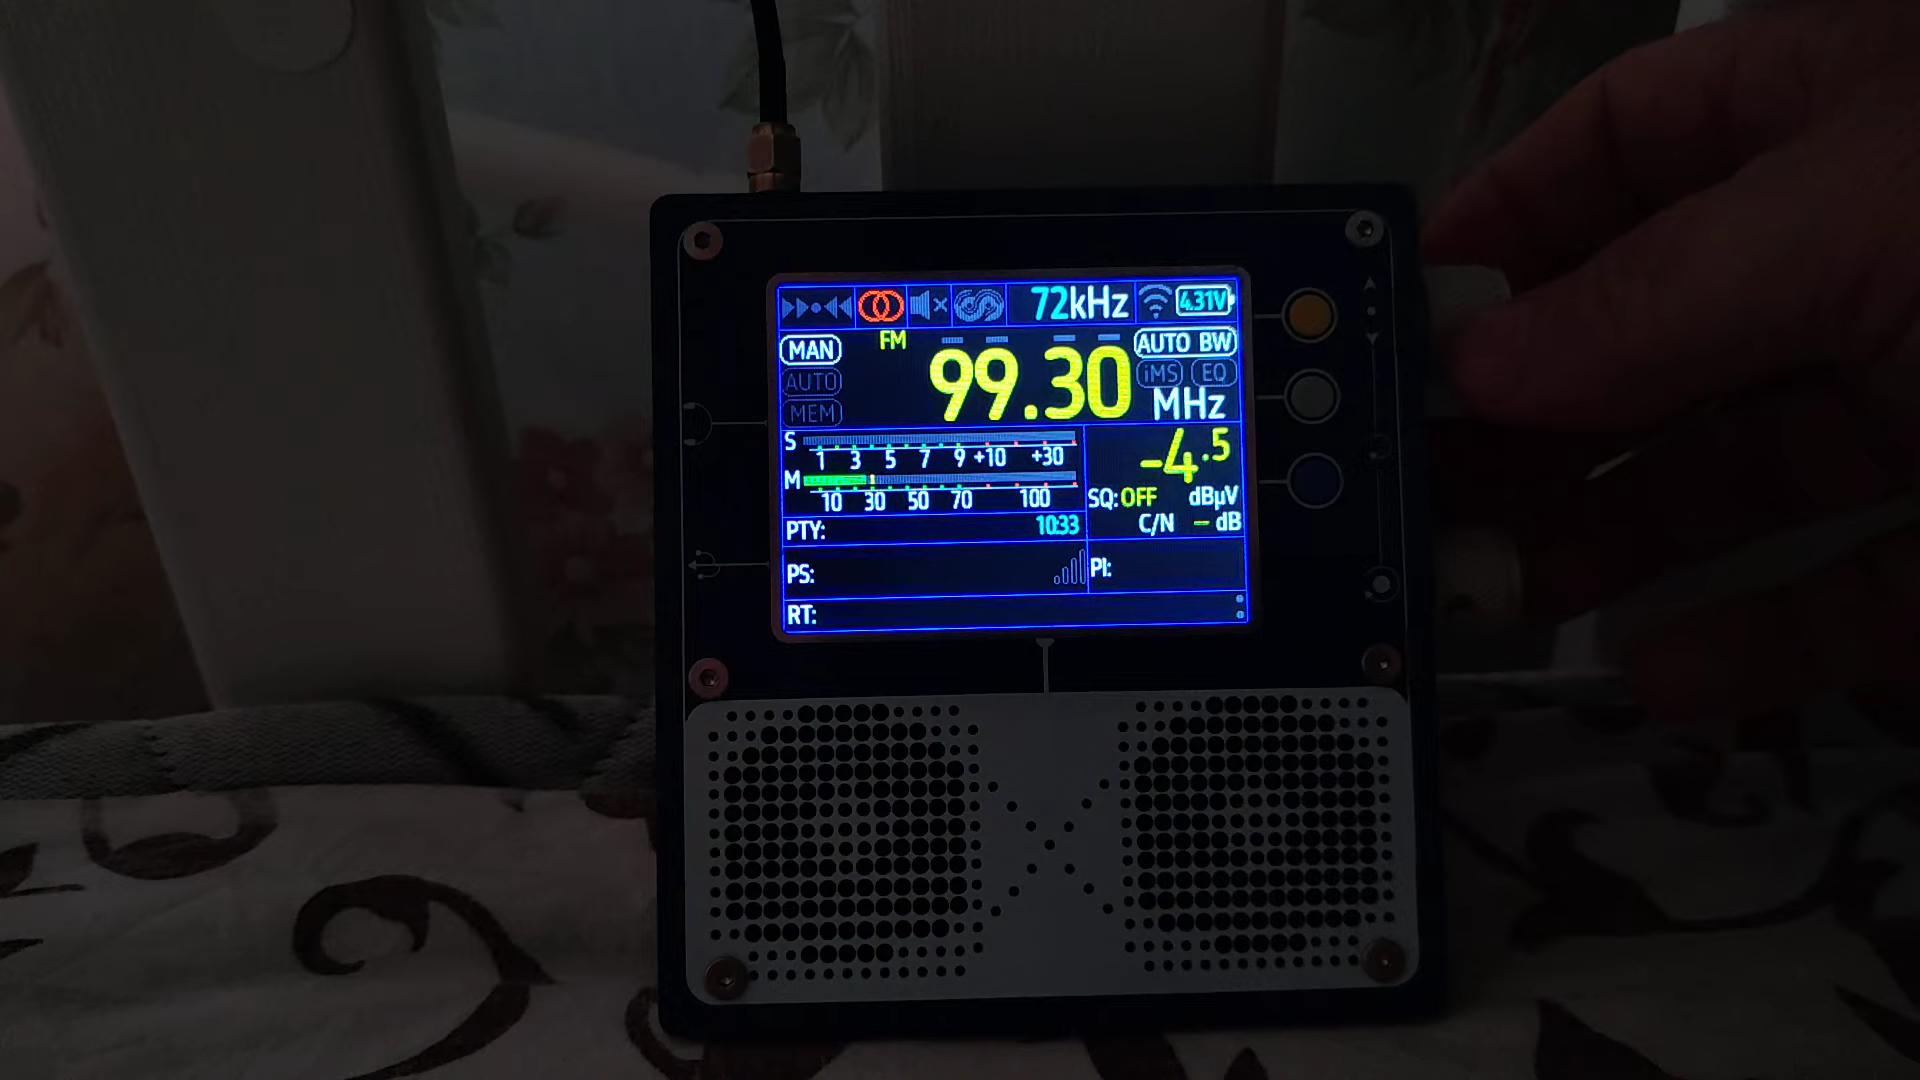 72kHz 4.31V
MAN FM 99.30 AUTO BW
AUTO iMS EQ
MEM MHz
S 1 3 5 7 9 +10 +30
-4.5
M 10 30 50 70 100
SQ:OFF dBµV
C/N - dB
PTY: 10:33
PS: PI:
RT: